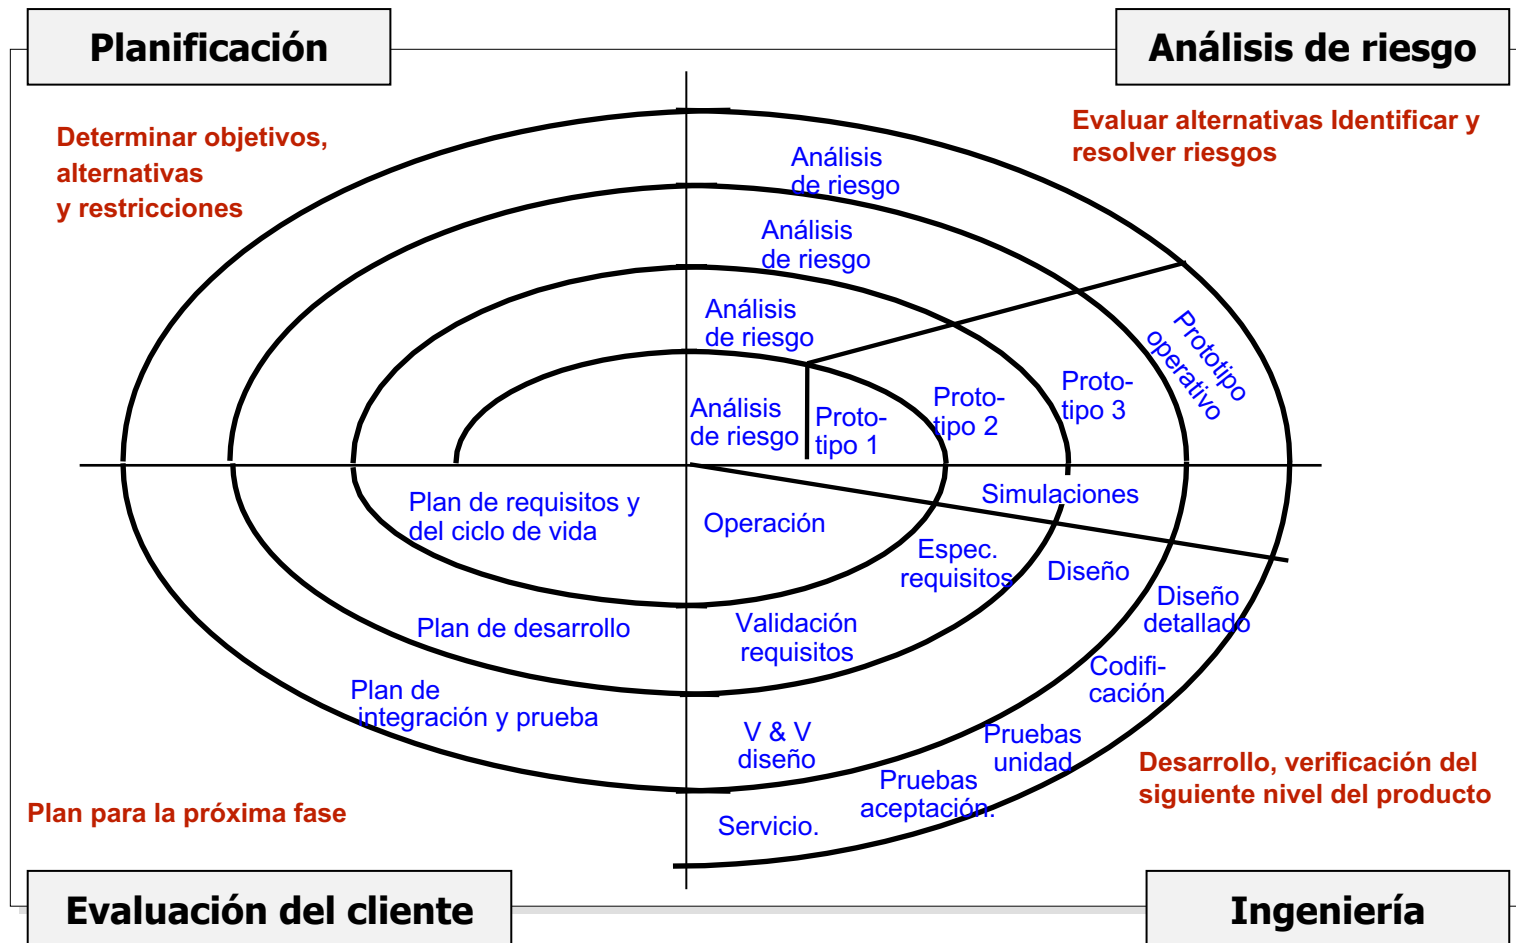 Planificación
Análisis de riesgo
Determinar objetivos,
alternativas
y restricciones
Evaluar alternativas Identificar y
resolver riesgos
Análisis
de riesgo
Análisis
de riesgo
Análisis
de riesgo
Análisis
de riesgo
Proto-
tipo 1
Proto-
tipo 2
Proto-
tipo 3
Prototipo
operativo
Plan de requisitos y
del ciclo de vida
Operación
Simulaciones
Espec.
requisitos
Diseño
Diseño
detallado
Plan de desarrollo
Validación
requisitos
Codifi-
cación
Plan de
integración y prueba
V & V
diseño
Pruebas
unidad
Pruebas
aceptación.
Servicio.
Desarrollo, verificación del
siguiente nivel del producto
Plan para la próxima fase
Evaluación del cliente
Ingeniería